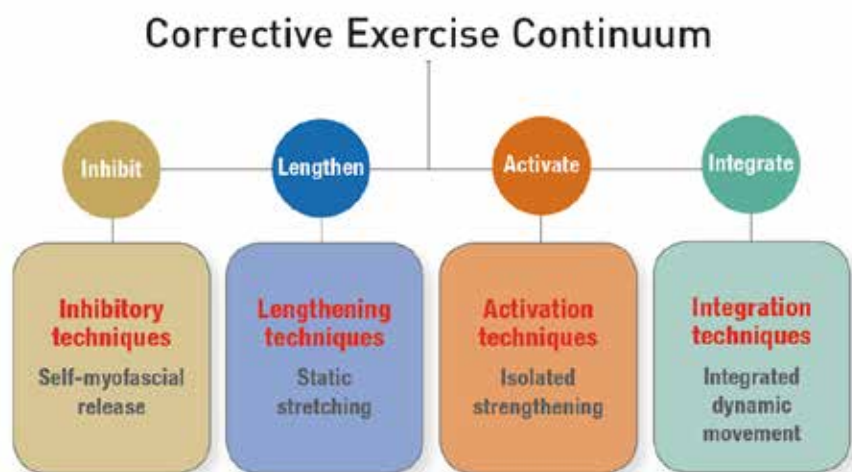 Corrective Exercise Continuum
Inhibit
Lengthen
Activate
Integrate
Inhibitory
techniques
Self-myofascial
release
Lengthening
techniques
Static
stretching
Activation
techniques
Isolated
strengthening
Integration
techniques
Integrated
dynamic
movement